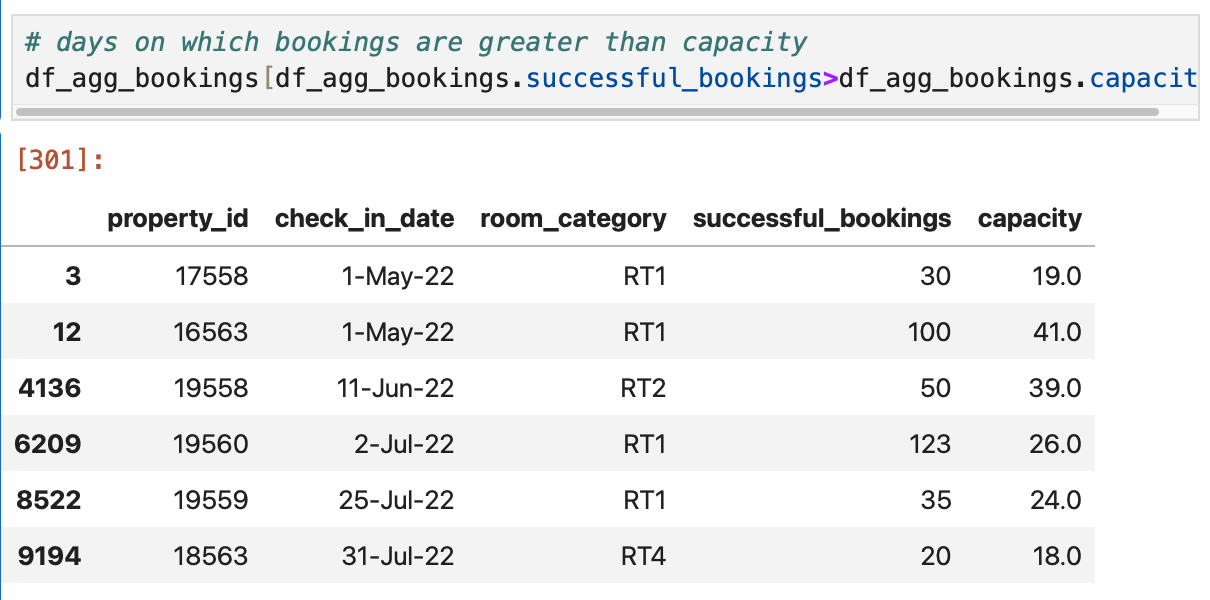 # days on which bookings are greater than capacity
df_agg_bookings[df_agg_bookings.successful_bookings>df_agg_bookings.capacit
[301]:
property_id check_in_date room_category successful_bookings capacity
3 17558 1-May-22 RT1 30 19.0
12 16563 1-May-22 RT1 100 41.0
4136 19558 11-Jun-22 RT2 50 39.0
6209 19560 2-Jul-22 RT1 123 26.0
8522 19559 25-Jul-22 RT1 35 24.0
9194 18563 31-Jul-22 RT4 20 18.0